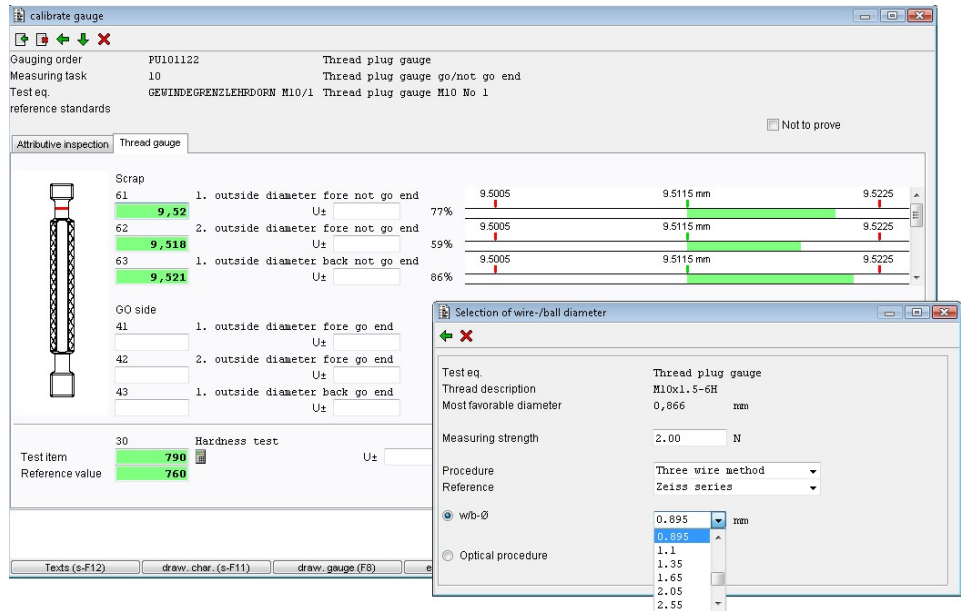 calibrate gauge
Gauging order PU101122 Thread plug gauge
Measuring task 10 Thread plug gauge go/not go end
Test eq. GEWINDEGRENZLEHRDORN M10/1 Thread plug gauge M10 No 1
reference standards
Not to prove
Attributive inspection Thread gauge
Scrap
61 1. outside diameter fore not go end 9.5005 9.5115 mm 9.5225
9,52 U± 77%
62 2. outside diameter fore not go end 9.5005 9.5115 mm 9.5225
9,518 U± 59%
63 1. outside diameter back not go end 9.5005 9.5115 mm 9.5225
9,521 U± 86%
GO side
41 1. outside diameter fore go end
U±
42 2. outside diameter fore go end
U±
43 1. outside diameter back go end
U±
30 Hardness test
Test item 790 U±
Reference value 760
Texts (s-F12) draw. char. (s-F11) draw. gauge (F8) e
Selection of wire-/ball diameter
Test eq. Thread plug gauge
Thread description M10x1.5-6H
Most favorable diameter 0,866 mm
Measuring strength 2.00 N
Procedure Three wire method
Reference Zeiss series
w/b-Ø 0.895 mm
0.895
1.1
Optical procedure
1.35
1.65
2.05
2.55